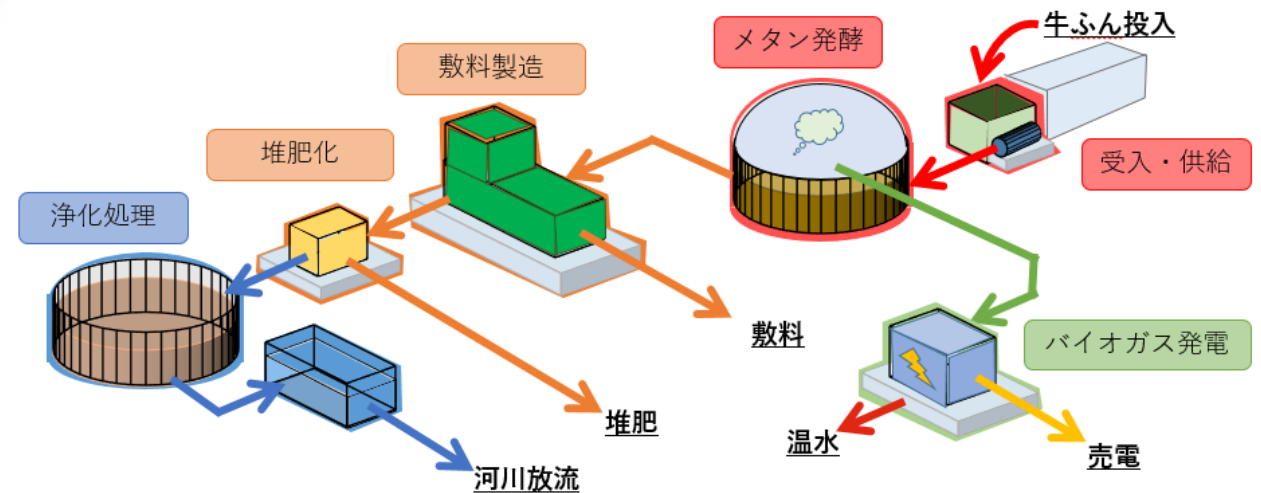 牛ふん投入
メタン発酵
敷料製造
堆肥化
受入・供給
浄化処理
敷料
バイオガス発電
堆肥
温水
売電
河川放流